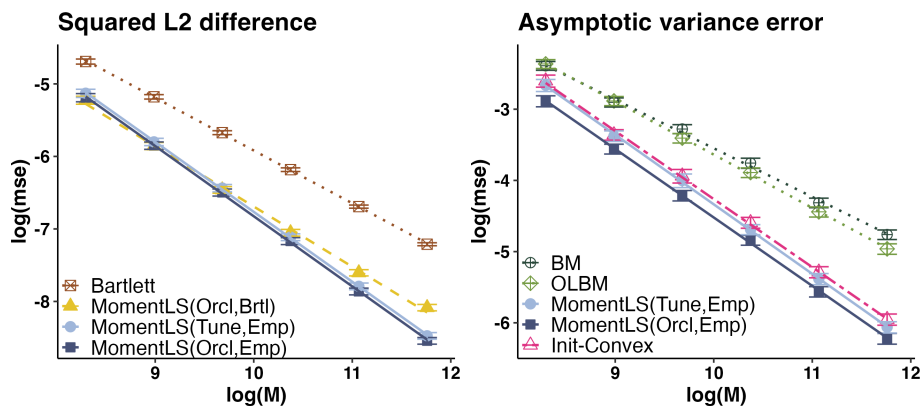 Squared L2 difference
log(mse)
-5
-6
-7
-8
Bartlett
MomentLS(Orcl,Brtl)
MomentLS(Tune,Emp)
MomentLS(Orcl,Emp)
9
10
11
12
log(M)
Asymptotic variance error
log(mse)
-3
-4
-5
-6
BM
OLBM
MomentLS(Tune,Emp)
MomentLS(Orcl,Emp)
Init-Convex
9
10
11
12
log(M)